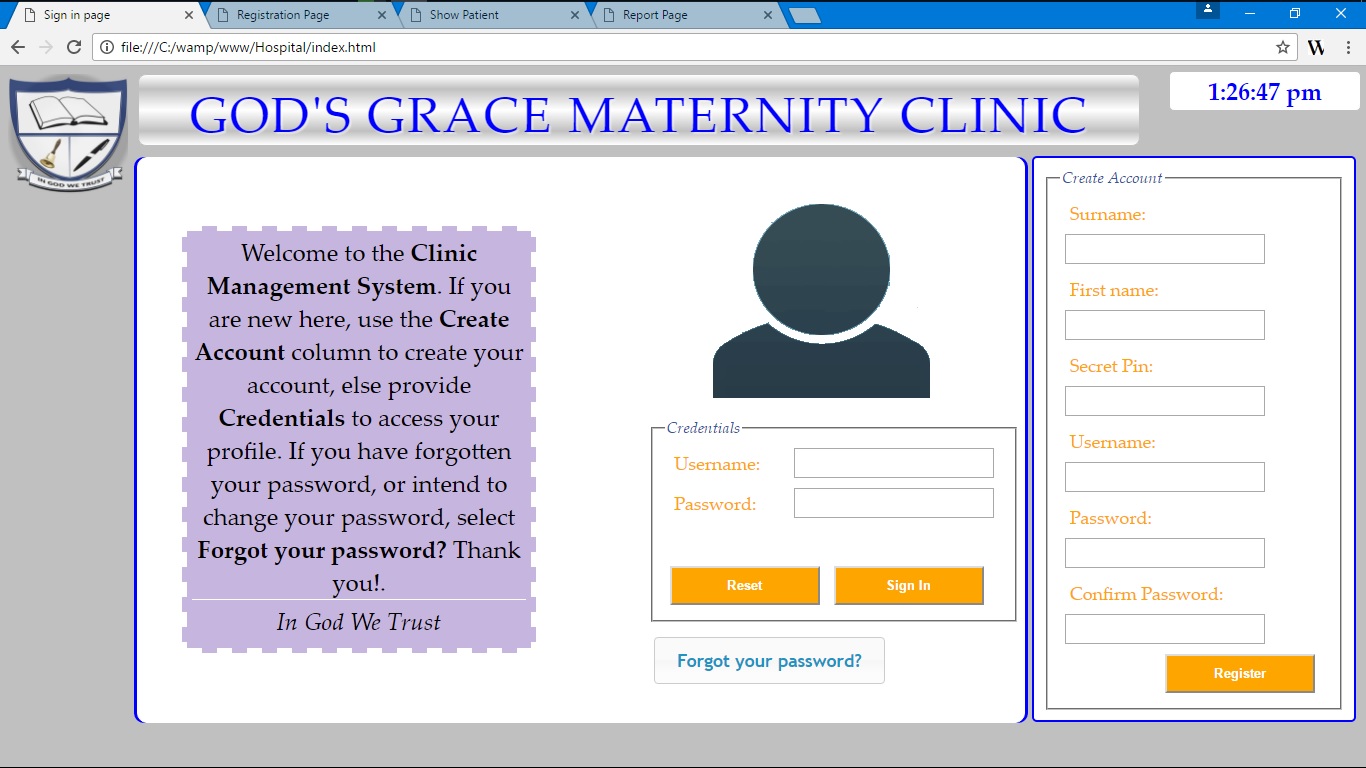 Sign in page
Registration Page
Show Patient
Report Page
file:///C:/wamp/www/Hospital/index.html
W
IN GOD WE TRUST
GOD'S GRACE MATERNITY CLINIC
1:26:47 pm
Welcome to the Clinic
Management System. If you
are new here, use the Create
Account column to create your
account, else provide
Credentials to access your
profile. If you have forgotten
your password, or intend to
change your password, select
Forgot your password? Thank
you!.
In God We Trust
Credentials
Username:
Password:
Reset
Sign In
Forgot your password?
Create Account
Surname:
First name:
Secret Pin:
Username:
Password:
Confirm Password:
Register